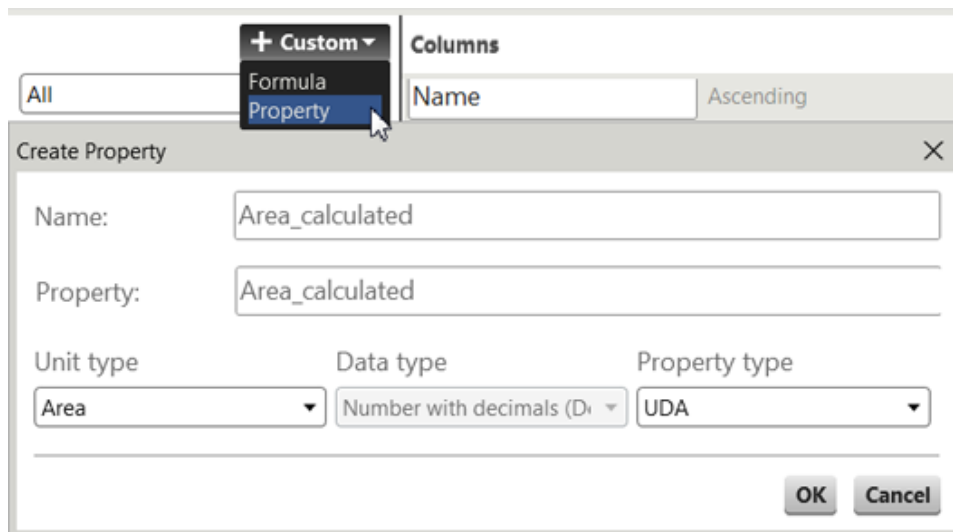 + Custom
Columns
All
Formula
Property
Name
Ascending
Create Property
Name:
Area_calculated
Property:
Area_calculated
Unit type
Data type
Property type
Area
Number with decimals (D
UDA
OK
Cancel